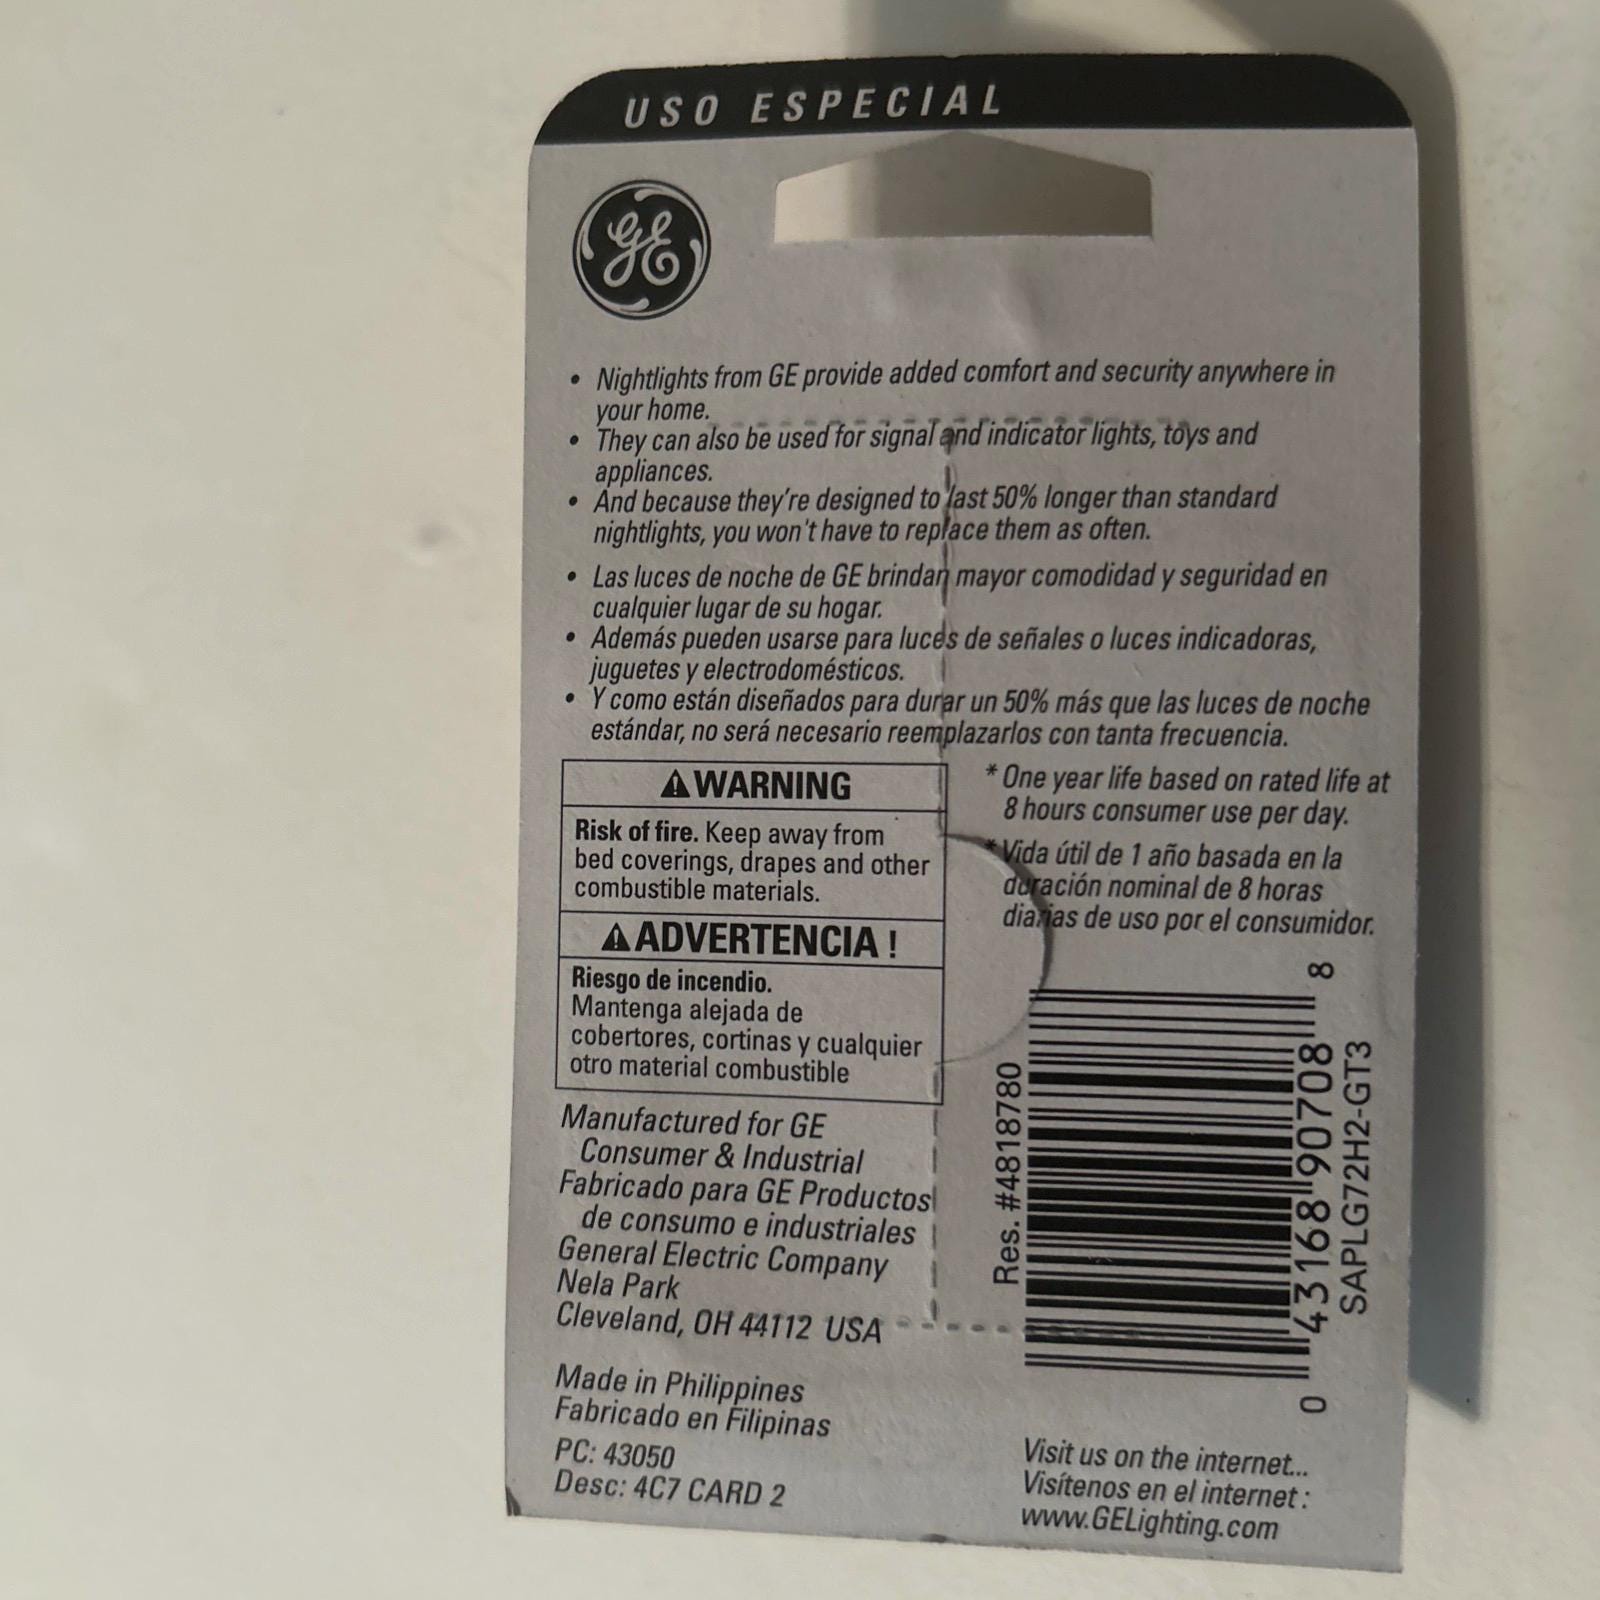 USO ESPECIAL
GE
• Nightlights from GE provide added comfort and security anywhere in
your home.
• They can also be used for signal and indicator lights, toys and
appliances.
• And because they're designed to last 50% longer than standard
nightlights, you won't have to replace them as often.
• Las luces de noche de GE brindan mayor comodidad y seguridad en
cualquier lugar de su hogar.
• Además pueden usarse para luces de señales o luces indicadoras,
juguetes y electrodomésticos.
• Y como están diseñados para durar un 50% más que las luces de noche
estándar, no será necesario reemplazarlos con tanta frecuencia.
⚠ WARNING
Risk of fire. Keep away from
bed coverings, drapes and other
combustible materials.
⚠ ADVERTENCIA !
Riesgo de incendio.
Mantenga alejada de
cobertores, cortinas y cualquier
otro material combustible
* One year life based on rated life at
8 hours consumer use per day.
* Vida útil de 1 año basada en la
duración nominal de 8 horas
diarias de uso por el consumidor.
Manufactured for GE
Consumer & Industrial
Fabricado para GE Productos
de consumo e industriales
General Electric Company
Nela Park
Cleveland, OH 44112 USA
Made in Philippines
Fabricado en Filipinas
PC: 43050
Desc: 4C7 CARD 2
Res. #4818780
0 43168 90708 8
SAPLG72H2-GT3
Visit us on the internet...
Visítenos en el internet :
www.GELighting.com